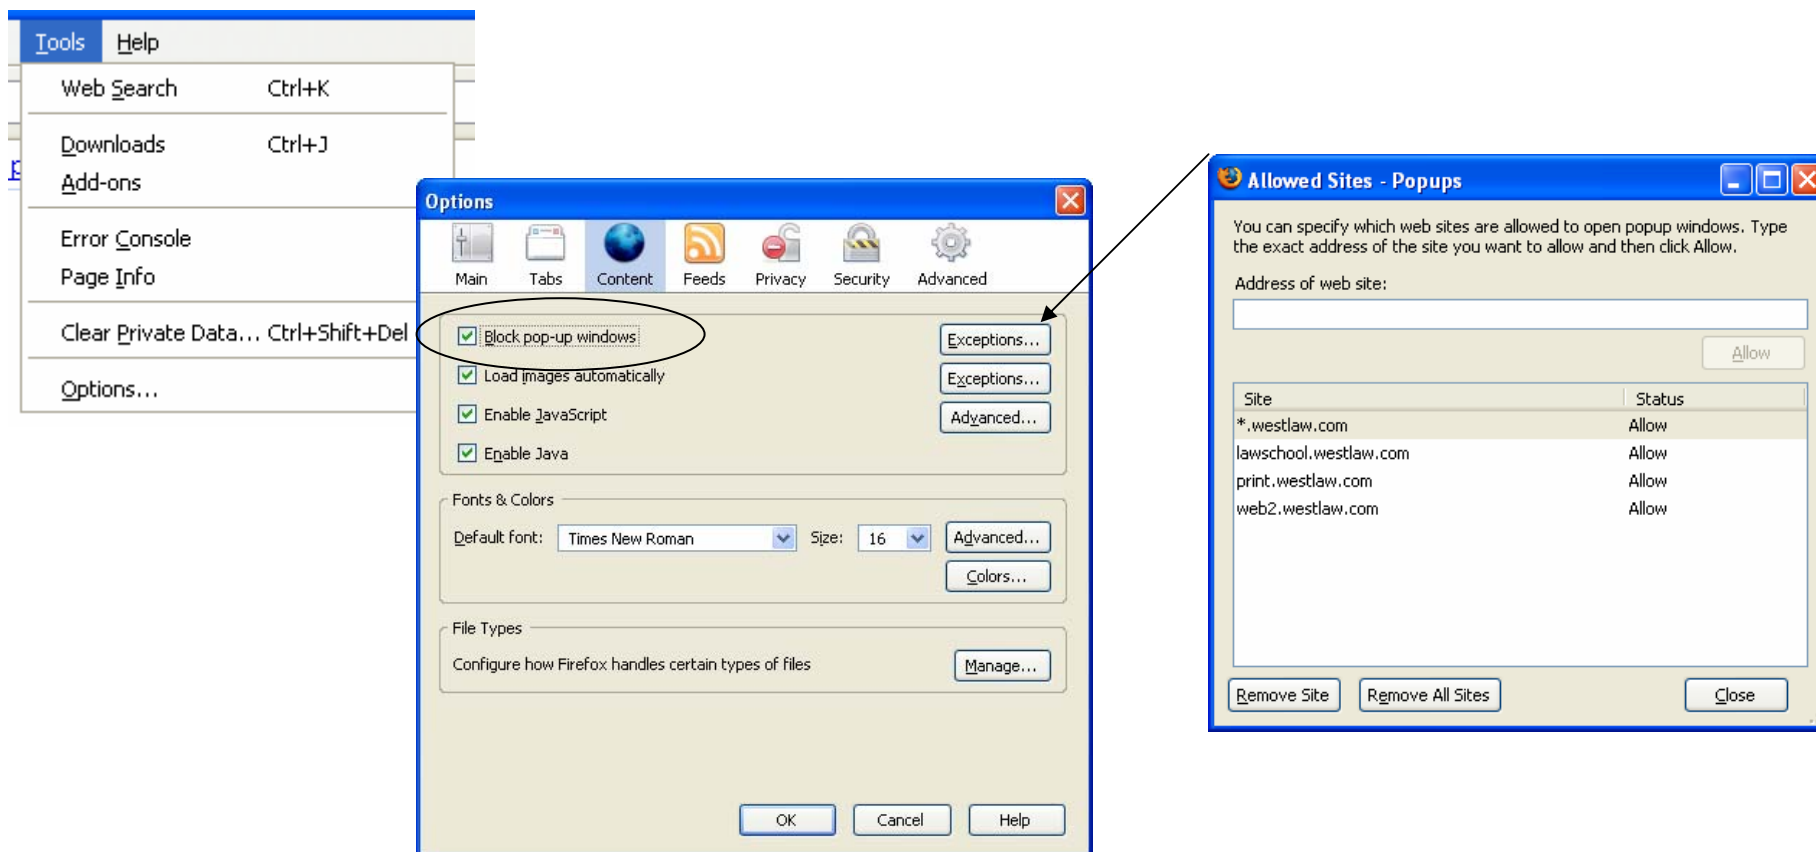 Tools Help
Web Search Ctrl+K
Downloads Ctrl+J
Add-ons
Error Console
Page Info
Clear Private Data... Ctrl+Shift+Del
Options...
Options
Main Tabs Content Feeds Privacy Security Advanced
Block pop-up windows Exceptions...
Load images automatically Exceptions...
Enable JavaScript Advanced...
Enable Java
Fonts & Colors
Default font: Times New Roman Size: 16 Advanced...
Colors...
File Types
Configure how Firefox handles certain types of files Manage...
OK Cancel Help
Allowed Sites - Popups
You can specify which web sites are allowed to open popup windows. Type
the exact address of the site you want to allow and then click Allow.
Address of web site:
Allow
Site Status
*.westlaw.com Allow
lawschool.westlaw.com Allow
print.westlaw.com Allow
web2.westlaw.com Allow
Remove Site Remove All Sites Close